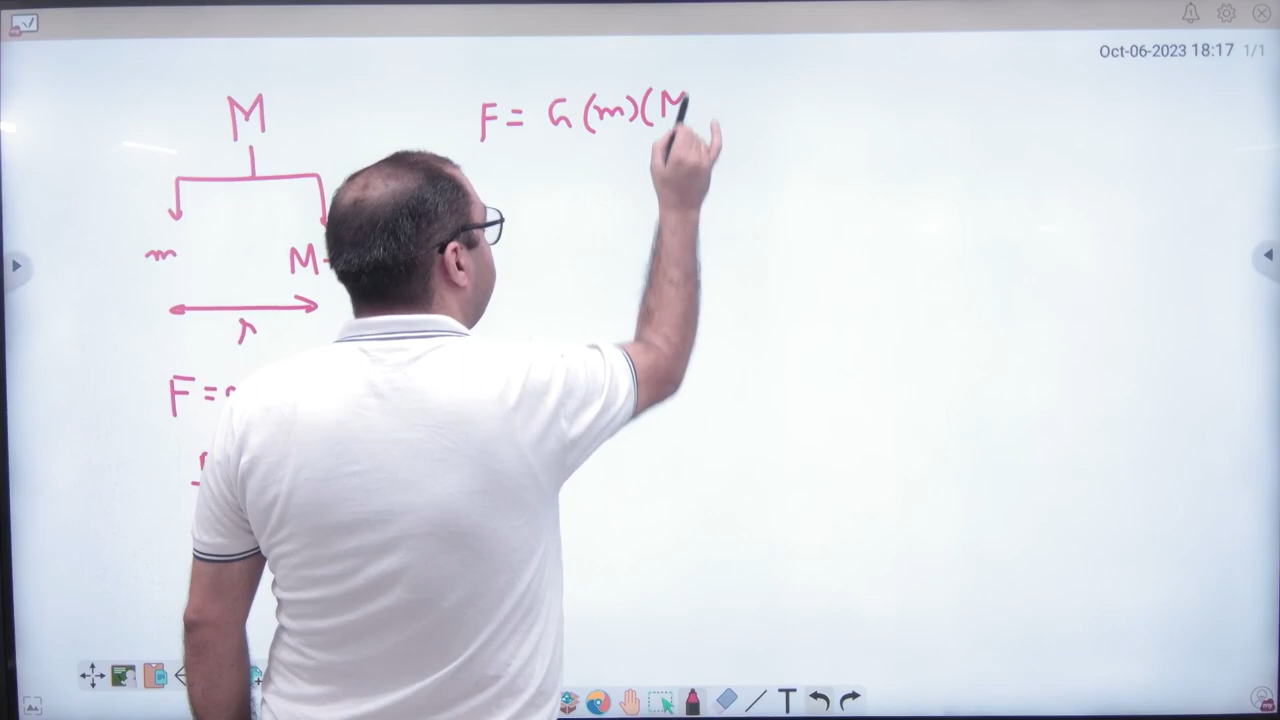 Oct-06-2023 18:17 1/1
M
F = G (m)(M
m
M-
r
F =
T